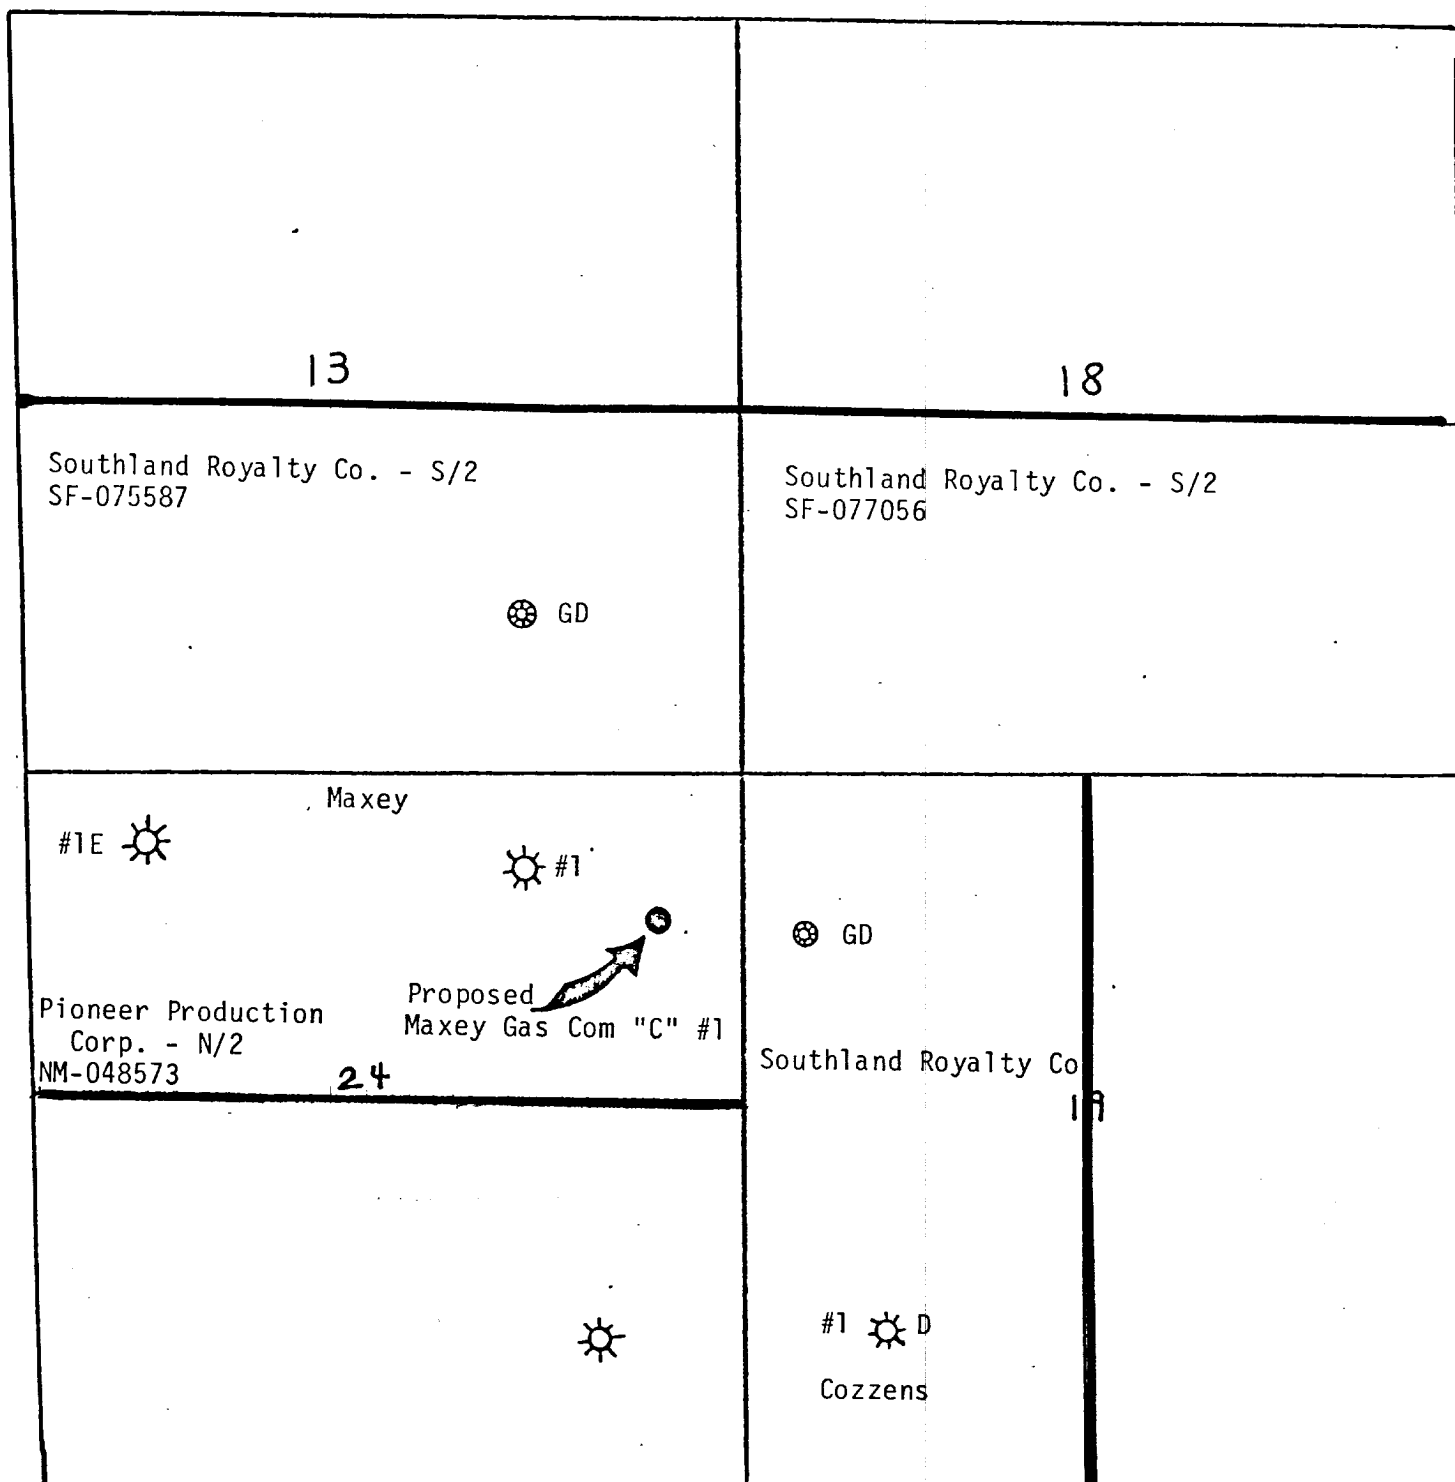 13
18
Southland Royalty Co. - S/2
SF-075587
Southland Royalty Co. - S/2
SF-077056
GD
Maxey
#1E
#1
GD
Proposed
Maxey Gas Com "C" #1
Pioneer Production
Corp. - N/2
NM-048573
24
Southland Royalty Co
19
#1
D
Cozzens